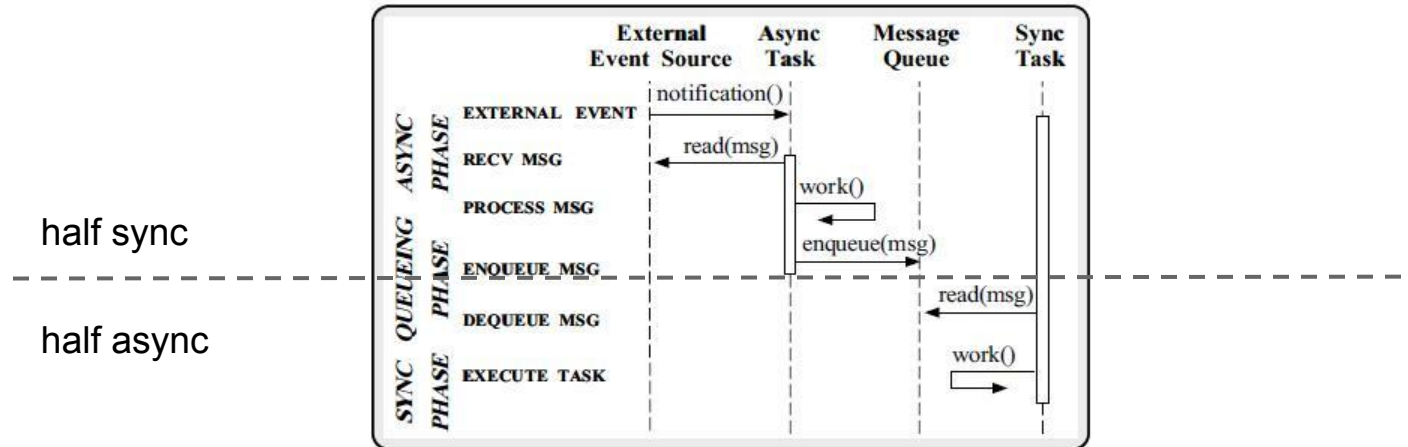 External Event Source
Async Task
Message Queue
Sync Task
notification()
ASYNC PHASE
EXTERNAL EVENT
read(msg)
RECV MSG
work()
PROCESS MSG
half sync
QUEUEING PHASE
enqueue(msg)
ENQUEUE MSG
read(msg)
DEQUEUE MSG
half async
work()
SYNC PHASE
EXECUTE TASK